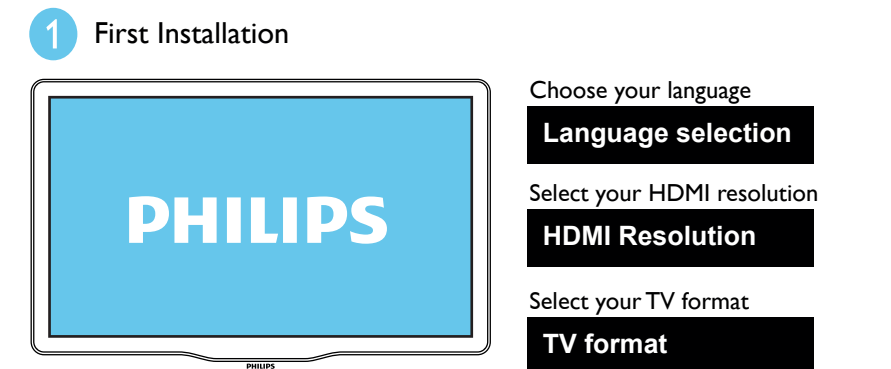 1 First Installation
PHILIPS
PHILIPS
Choose your language
Language selection
Select your HDMI resolution
HDMI Resolution
Select your TV format
TV format